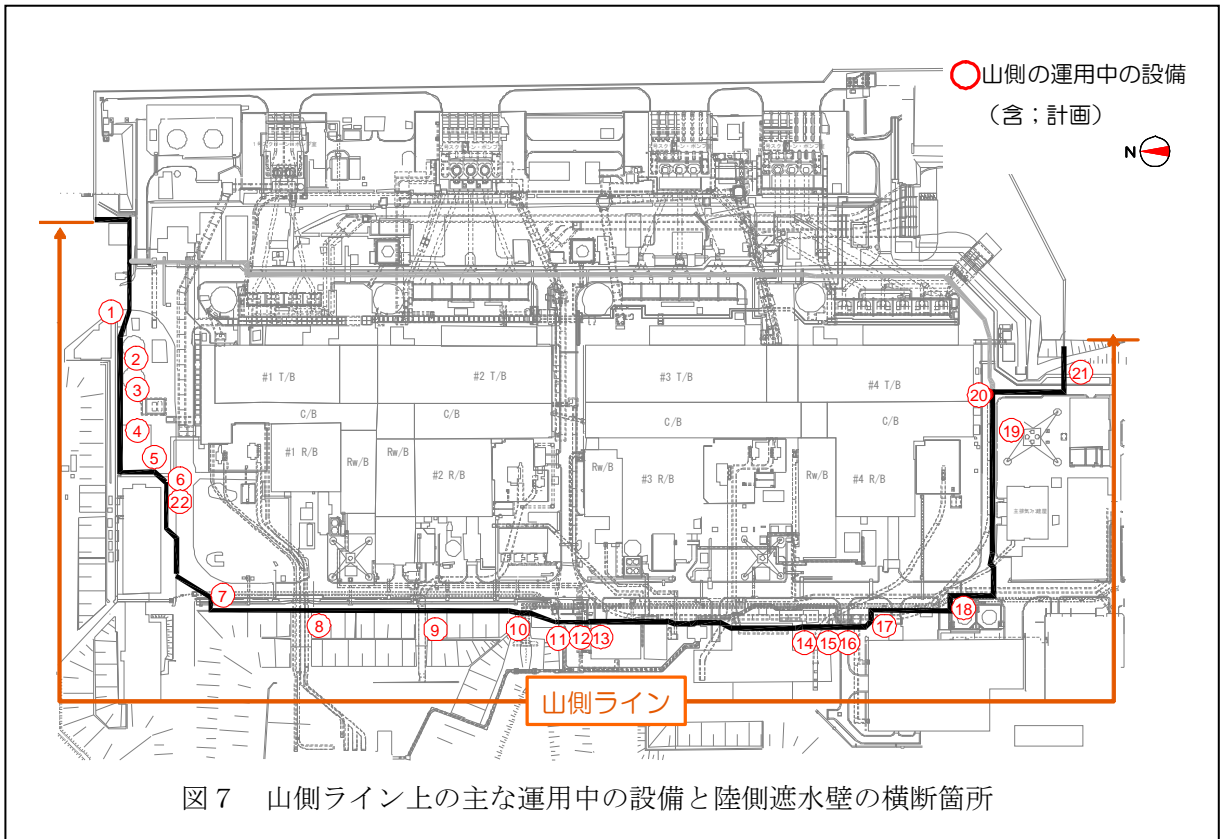 ○山側の運用中の設備
(含；計画)
N
①
②
③
④
⑤
⑥
㉒
⑦
⑧
⑨
⑩
⑪
⑫
⑬
⑭
⑮
⑯
⑰
⑱
⑲
⑳
㉑
#1 T/B
#2 T/B
#3 T/B
#4 T/B
C/B
C/B
C/B
C/B
#1 R/B
Rw/B
Rw/B
#2 R/B
Rw/B
#3 R/B
Rw/B
#4 R/B
山側ライン
図７ 山側ライン上の主な運用中の設備と陸側遮水壁の横断箇所